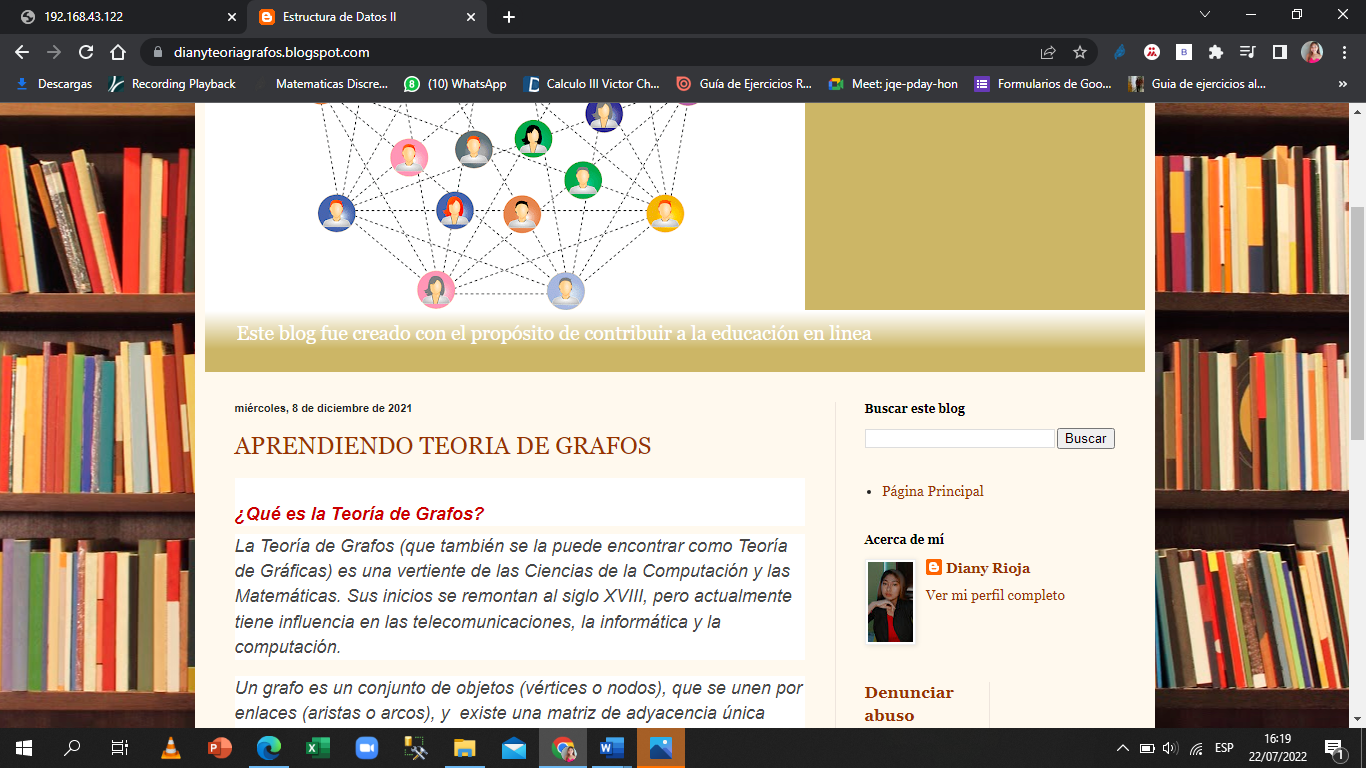 192.168.43.122
Estructura de Datos II
dianyteoriagrafos.blogspot.com
Descargas
Recording Playback
Matematicas Discre...
(10) WhatsApp
Calculo III Victor Ch...
Guía de Ejercicios R...
Meet: jqe-pday-hon
Formularios de Goo...
Guia de ejercicios al...
»
Este blog fue creado con el propósito de contribuir a la educación en linea
miércoles, 8 de diciembre de 2021
APRENDIENDO TEORIA DE GRAFOS
¿Qué es la Teoría de Grafos?
La Teoría de Grafos (que también se la puede encontrar como Teoría
de Gráficas) es una vertiente de las Ciencias de la Computación y las
Matemáticas. Sus inicios se remontan al siglo XVIII, pero actualmente
tiene influencia en las telecomunicaciones, la informática y la
computación.
Un grafo es un conjunto de objetos (vértices o nodos), que se unen por
enlaces (aristas o arcos), y  existe una matriz de adyacencia única
Buscar este blog
Buscar
Página Principal
Acerca de mí
Diany Rioja
Ver mi perfil completo
Denunciar
abuso
ESP
16:19
22/07/2022
1